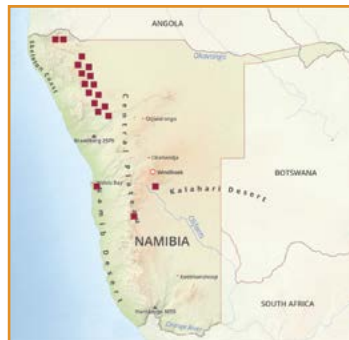 ANGOLA
Okavango
Skeleton Coast
Central Plateau
Otjiwarongo
Brandberg 2573
Okahandja
Windhoek
BOTSWANA
Walvis Bay
Kalahari Desert
Namib Desert
NAMIBIA
Keetmanshoop
SOUTH AFRICA
Orange River